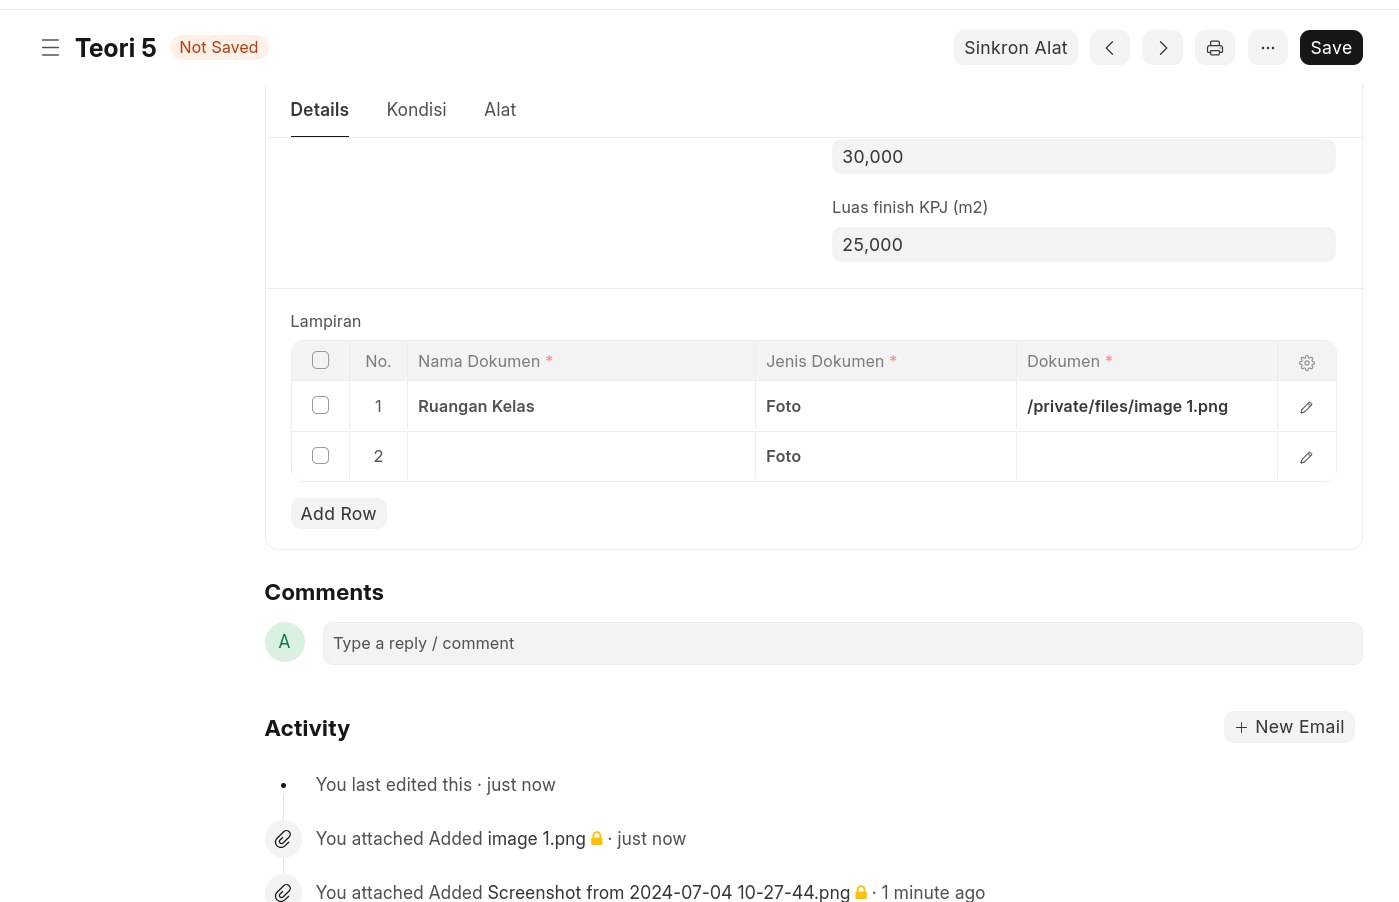 Teori 5 Not Saved Sinkron Alat ... Save
Details Kondisi Alat
30,000
Luas finish KPJ (m2)
25,000
Lampiran
No. Nama Dokumen * Jenis Dokumen * Dokumen *
1 Ruangan Kelas Foto /private/files/image 1.png
2 Foto
Add Row
Comments
A Type a reply / comment
Activity + New Email
You last edited this · just now
You attached Added image 1.png · just now
You attached Added Screenshot from 2024-07-04 10-27-44.png · 1 minute ago